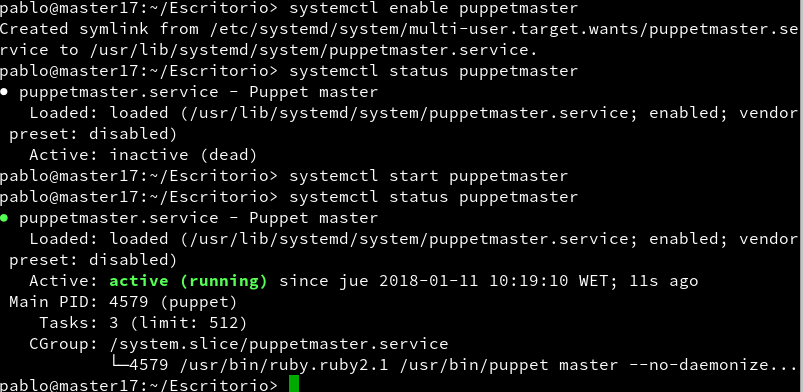 pablo@master17:~/Escritorio> systemctl enable puppetmaster
Created symlink from /etc/systemd/system/multi-user.target.wants/puppetmaster.se
rvice to /usr/lib/systemd/system/puppetmaster.service.
pablo@master17:~/Escritorio> systemctl status puppetmaster
● puppetmaster.service - Puppet master
   Loaded: loaded (/usr/lib/systemd/system/puppetmaster.service; enabled; vendor
 preset: disabled)
   Active: inactive (dead)
pablo@master17:~/Escritorio> systemctl start puppetmaster
pablo@master17:~/Escritorio> systemctl status puppetmaster
● puppetmaster.service - Puppet master
   Loaded: loaded (/usr/lib/systemd/system/puppetmaster.service; enabled; vendor
 preset: disabled)
   Active: active (running) since jue 2018-01-11 10:19:10 WET; 11s ago
 Main PID: 4579 (puppet)
    Tasks: 3 (limit: 512)
   CGroup: /system.slice/puppetmaster.service
           └─4579 /usr/bin/ruby.ruby2.1 /usr/bin/puppet master --no-daemonize...
pablo@master17:~/Escritorio>